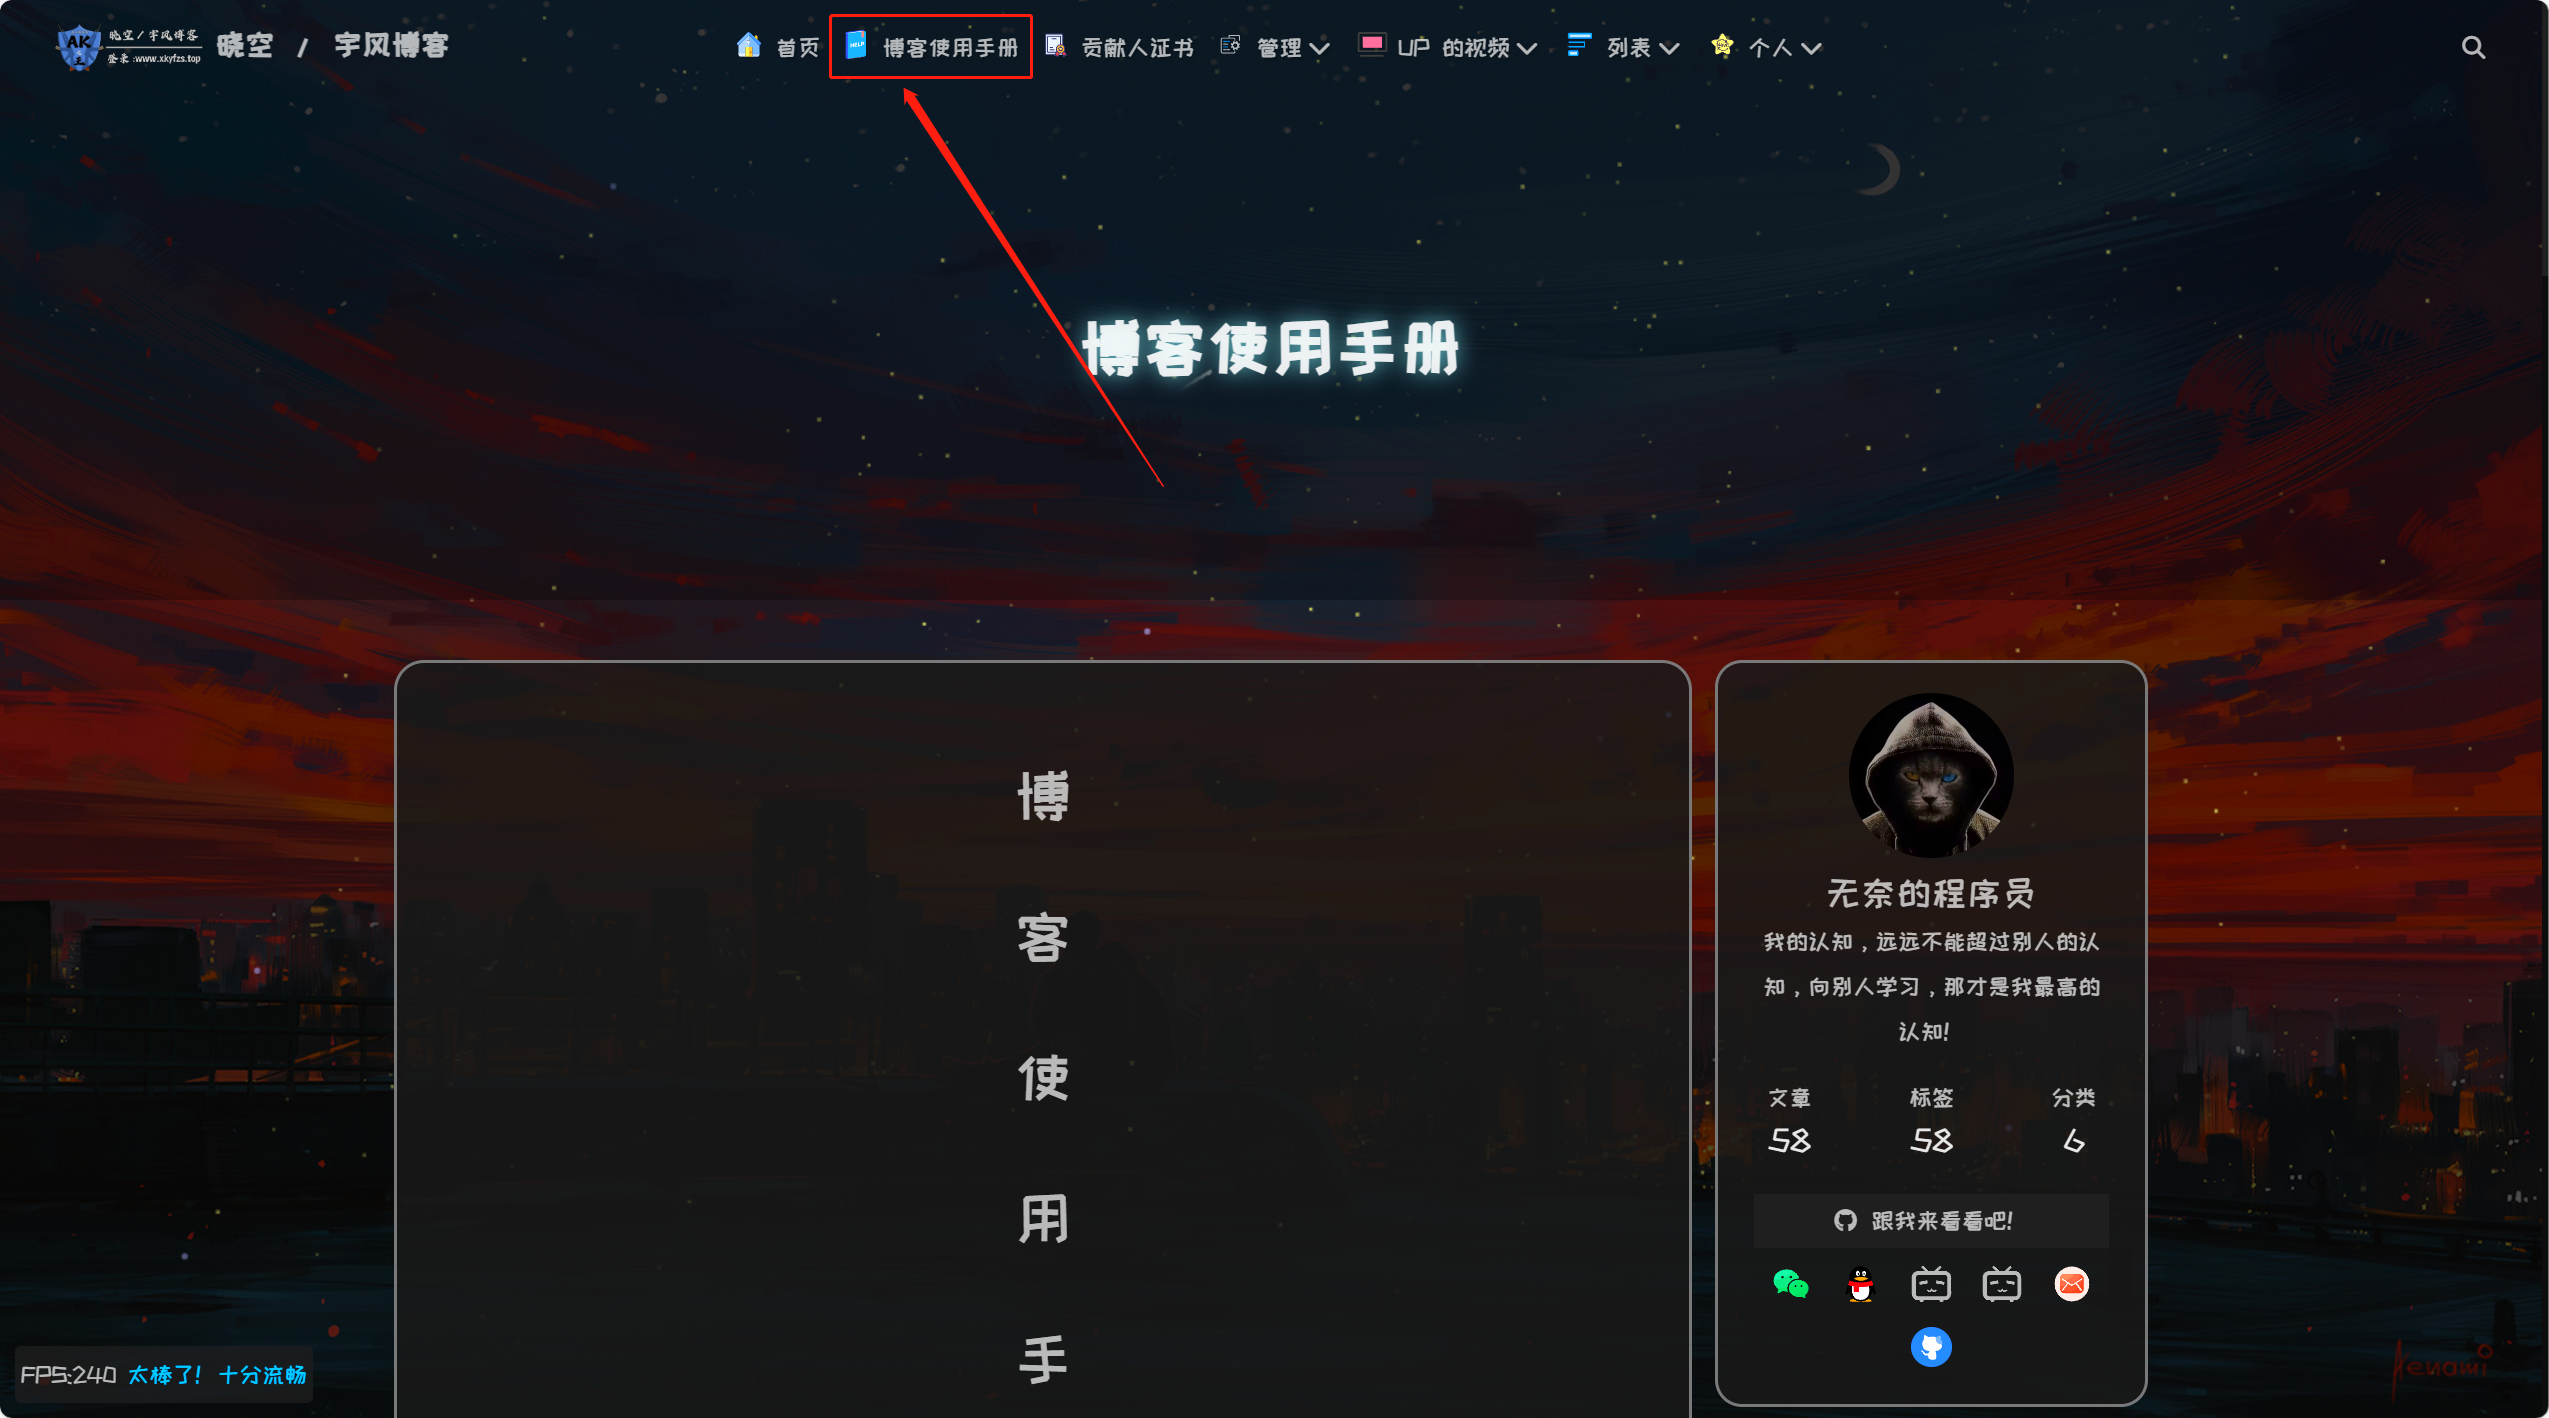 AK
晓空/宇风博客
登录:www.xkyfzs.top
晓空 / 宇风博客
首页 博客使用手册 贡献人证书 管理 UP 的视频 列表 个人
HELP
博客使用手册
博
客
使
用
手
无奈的程序员
我的认知，远远不能超过别人的认
知，向别人学习，那才是我最高的
认知!
文章 标签 分类
58 58 6
跟我来看看吧!
FPS:240 太棒了! 十分流畅